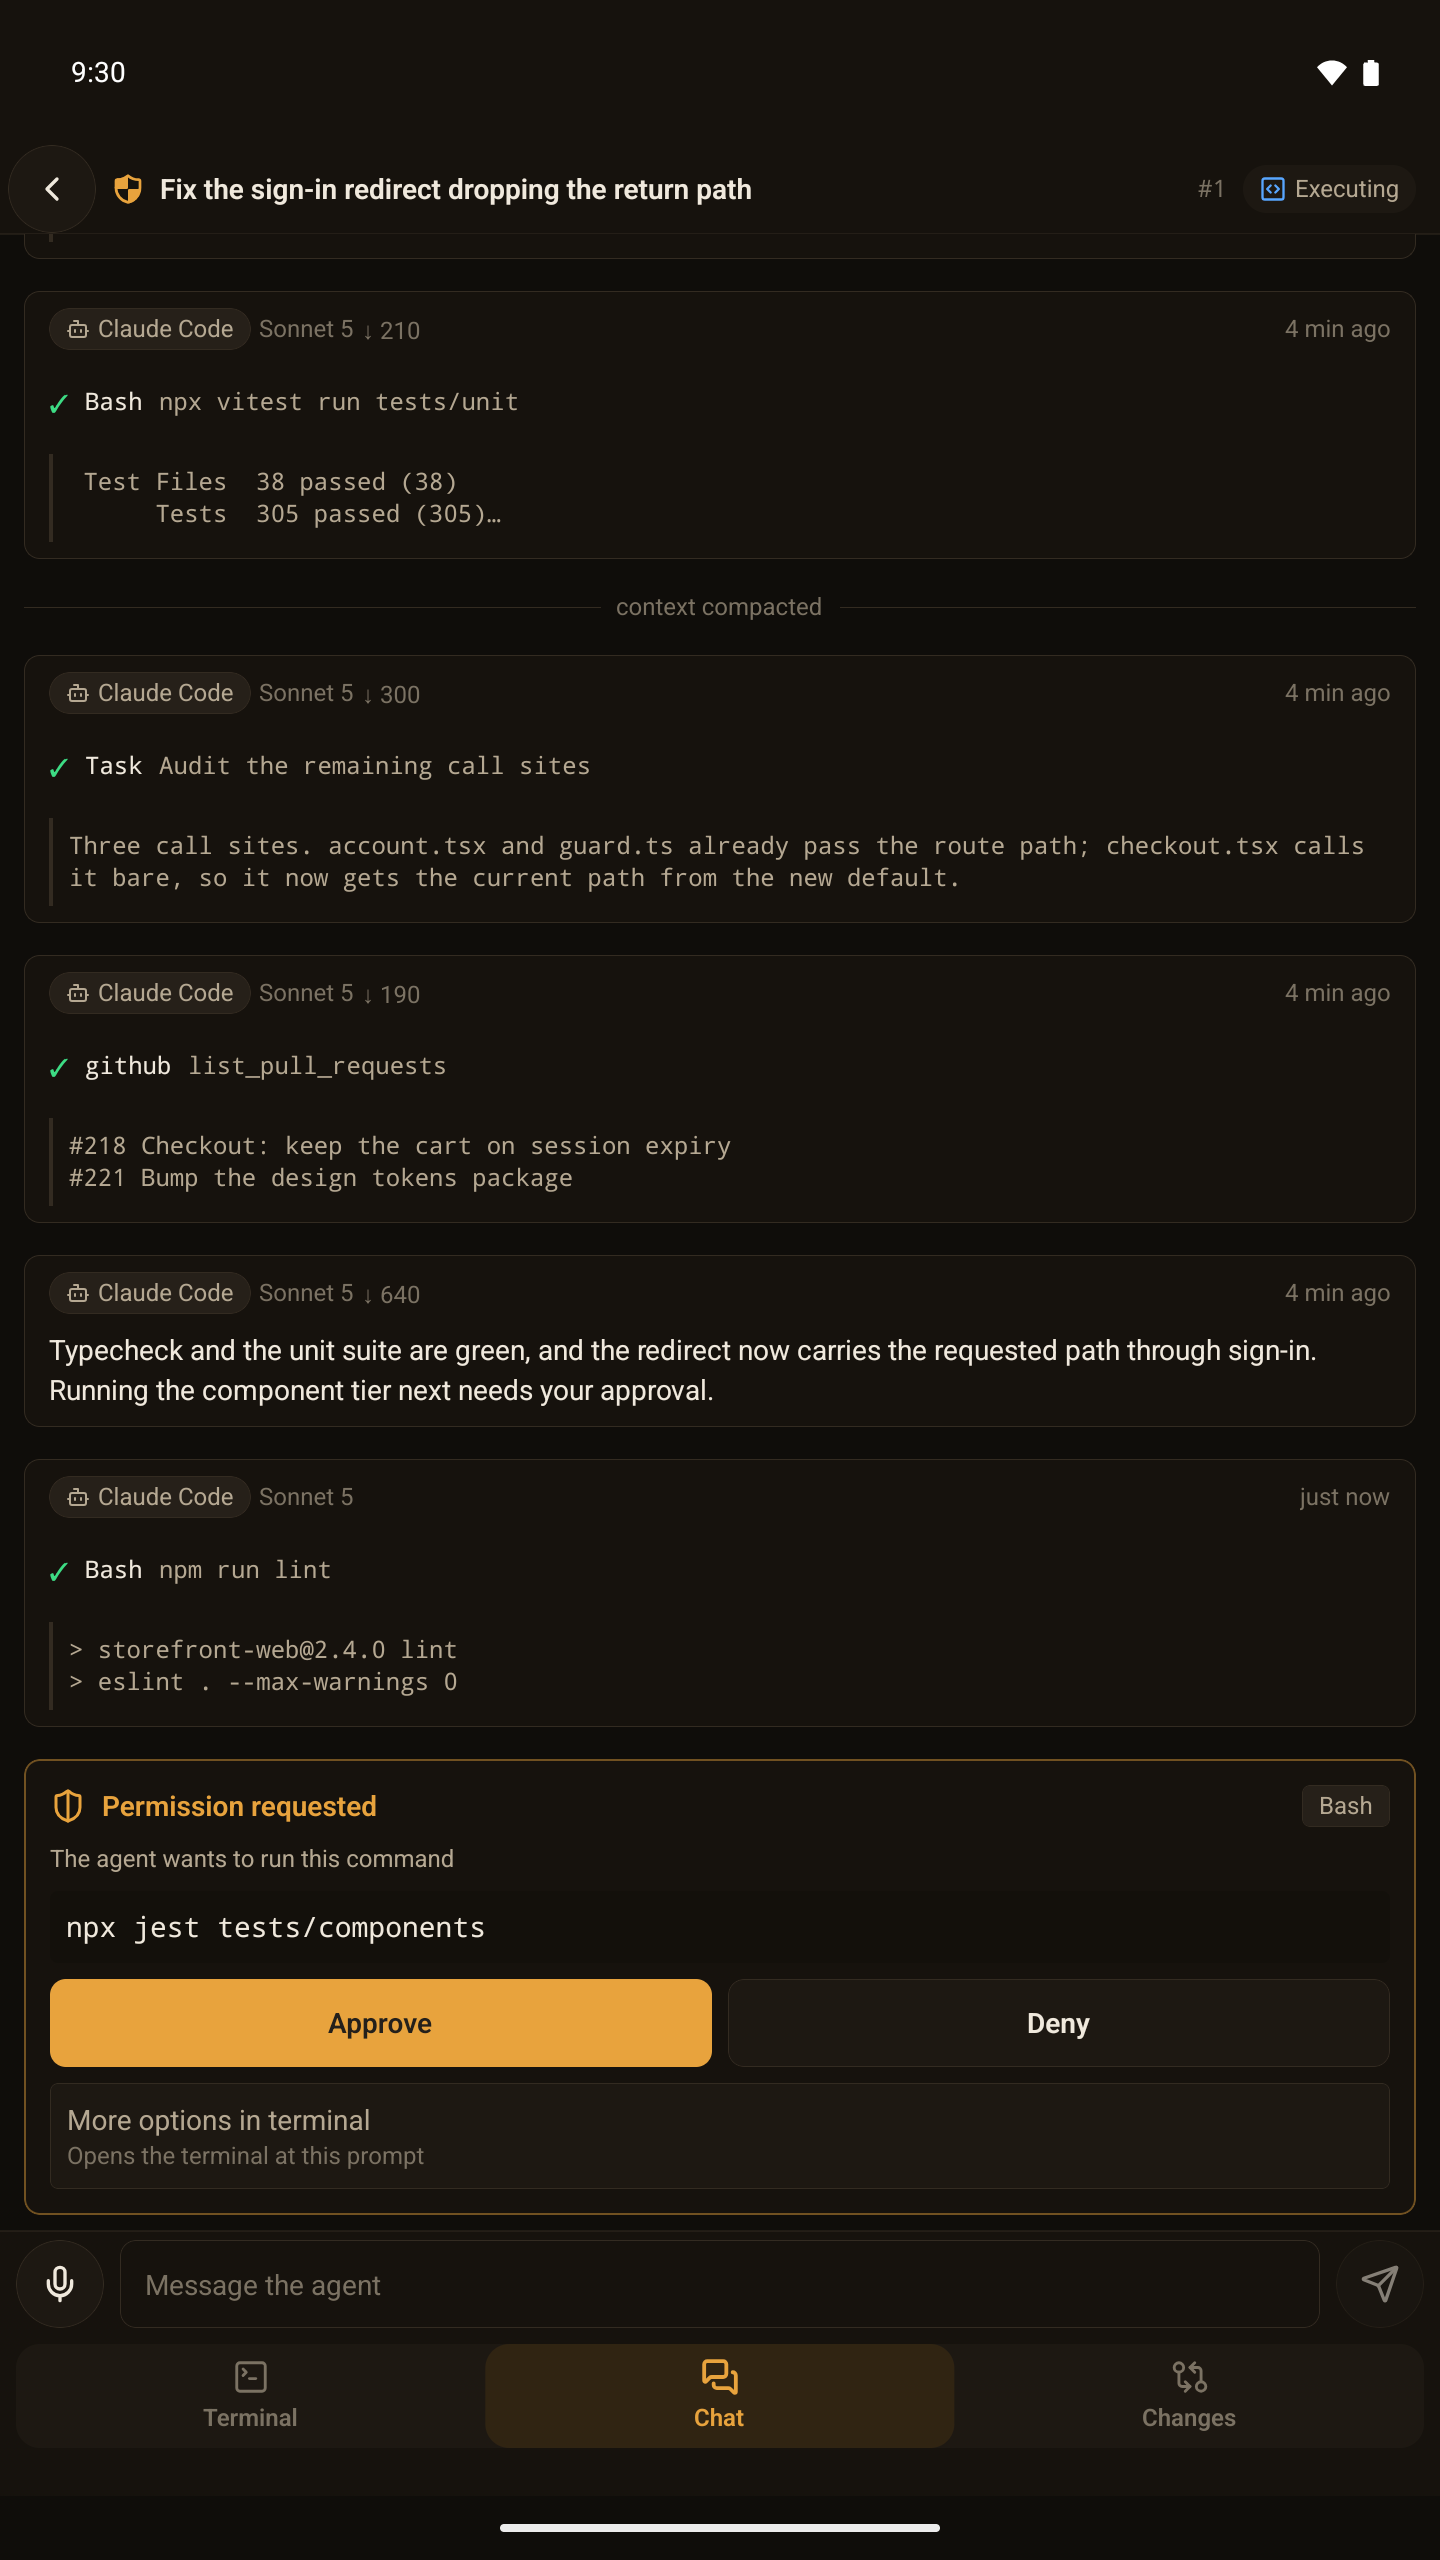 9:30
Fix the sign-in redirect dropping the return path
#1
Executing
Claude Code Sonnet 5 ↓ 210
4 min ago
✓ Bash npx vitest run tests/unit
Test Files  38 passed (38)
Tests  305 passed (305)…
context compacted
Claude Code Sonnet 5 ↓ 300
4 min ago
✓ Task Audit the remaining call sites
Three call sites. account.tsx and guard.ts already pass the route path; checkout.tsx calls
it bare, so it now gets the current path from the new default.
Claude Code Sonnet 5 ↓ 190
4 min ago
✓ github list_pull_requests
#218 Checkout: keep the cart on session expiry
#221 Bump the design tokens package
Claude Code Sonnet 5 ↓ 640
4 min ago
Typecheck and the unit suite are green, and the redirect now carries the requested path through sign-in.
Running the component tier next needs your approval.
Claude Code Sonnet 5
just now
✓ Bash npm run lint
> storefront-web@2.4.0 lint
> eslint . --max-warnings 0
Permission requested
Bash
The agent wants to run this command
npx jest tests/components
Approve
Deny
More options in terminal
Opens the terminal at this prompt
Message the agent
Terminal
Chat
Changes